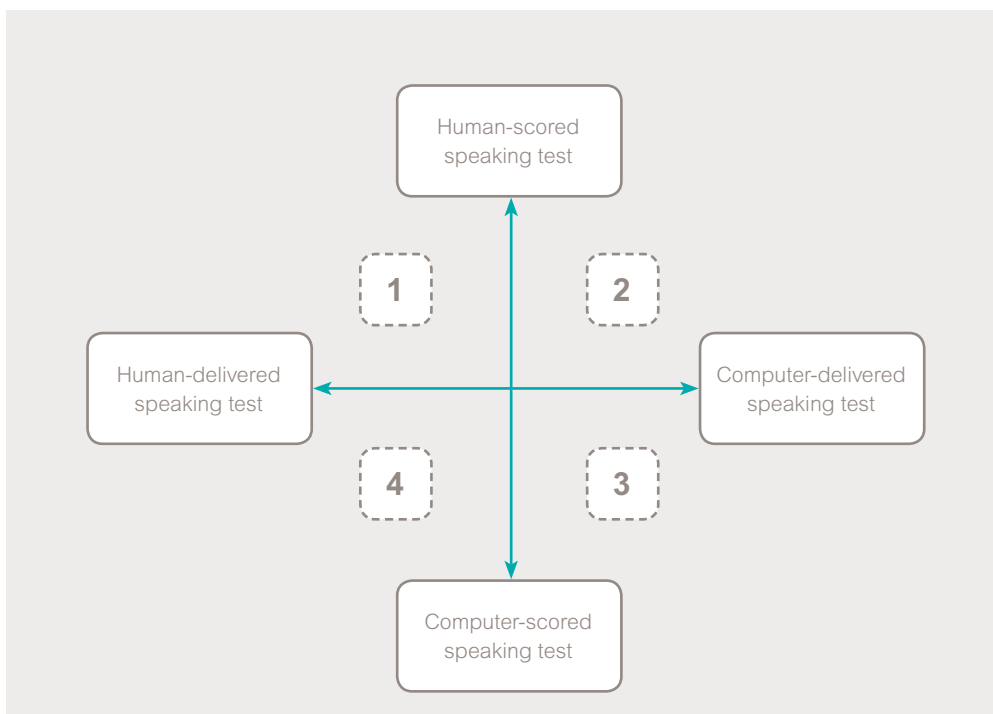 Human-scored
speaking test
1
2
Human-delivered
speaking test
Computer-delivered
speaking test
4
3
Computer-scored
speaking test